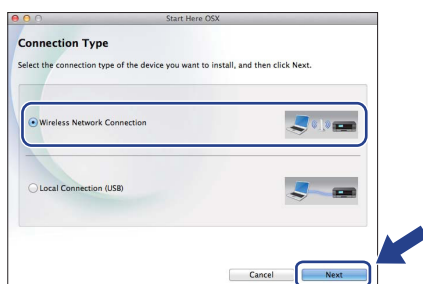 Start Here OSX
Connection Type
Select the connection type of the device you want to install, and then click Next.
Wireless Network Connection
Local Connection (USB)
Cancel
Next